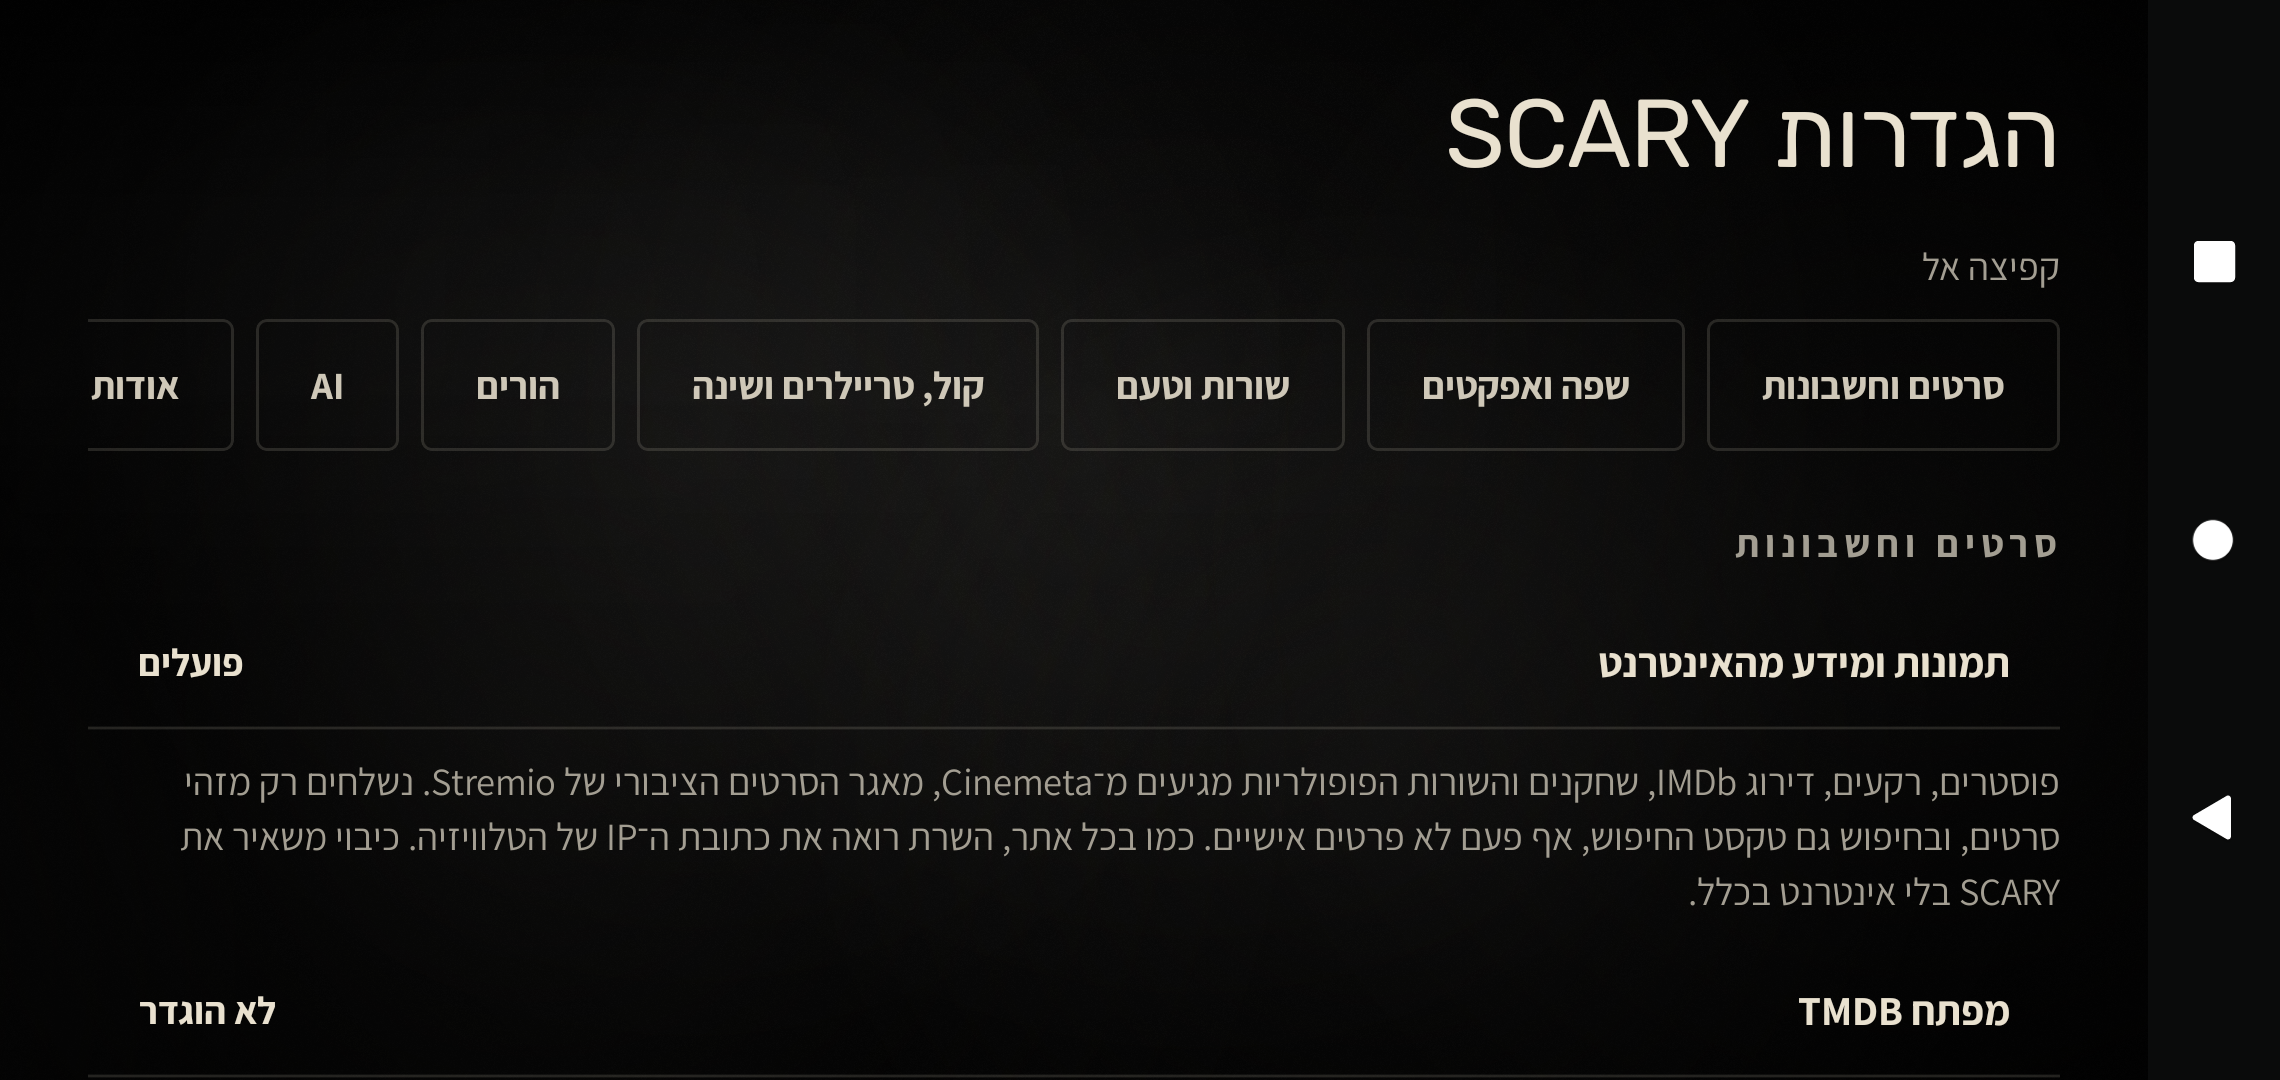 הגדרות SCARY
קפיצה אל
סרטים וחשבונות
שפה ואפקטים
שורות וטעם
קול, טריילרים ושינה
הורים
AI
אודות
סרטים וחשבונות
תמונות ומידע מהאינטרנט
פועלים
פוסטרים, רקעים, דירוג IMDb, שחקנים והשורות הפופולריות מגיעים מ־Cinemeta, מאגר הסרטים הציבורי של Stremio. נשלחים רק מזהי
סרטים, ובחיפוש גם טקסט החיפוש, אף פעם לא פרטים אישיים. כמו בכל אתר, השרת רואה את כתובת ה־IP של הטלוויזיה. כיבוי משאיר את
SCARY בלי אינטרנט בכלל.
מפתח TMDB
לא הוגדר